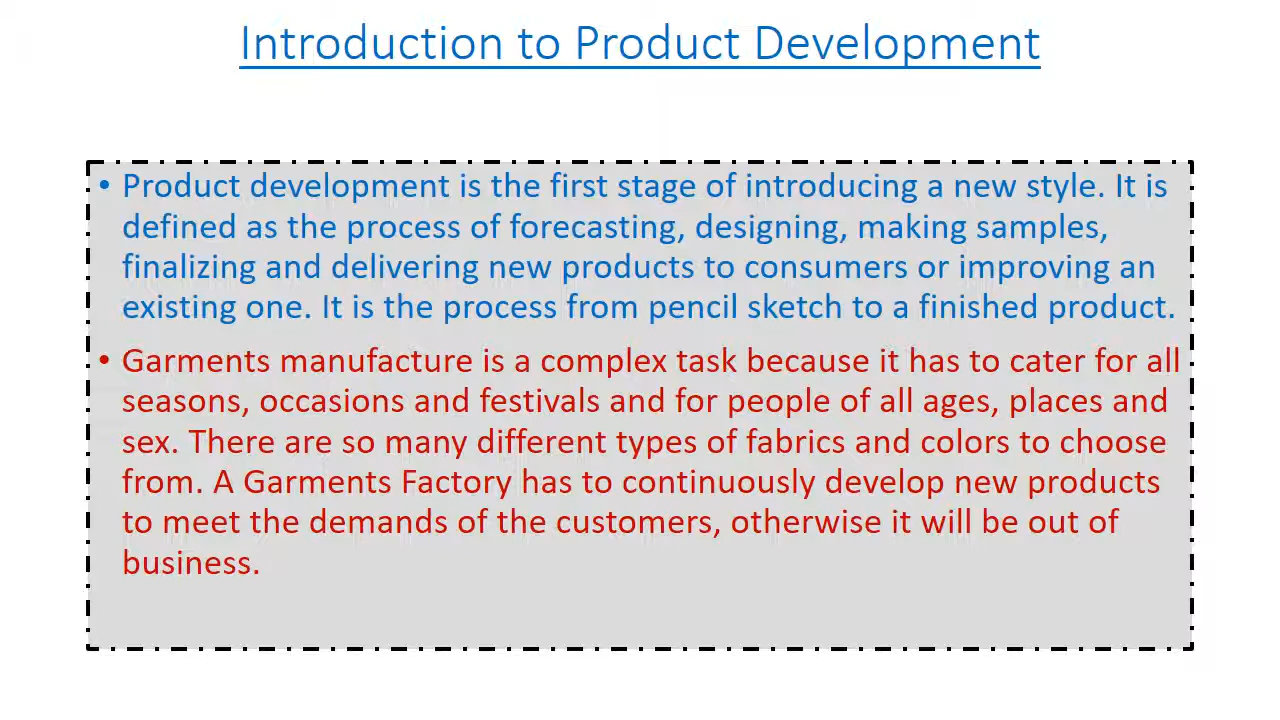 Introduction to Product Development
• Product development is the first stage of introducing a new style. It is
defined as the process of forecasting, designing, making samples,
finalizing and delivering new products to consumers or improving an
existing one. It is the process from pencil sketch to a finished product.
• Garments manufacture is a complex task because it has to cater for all
seasons, occasions and festivals and for people of all ages, places and
sex. There are so many different types of fabrics and colors to choose
from. A Garments Factory has to continuously develop new products
to meet the demands of the customers, otherwise it will be out of
business.